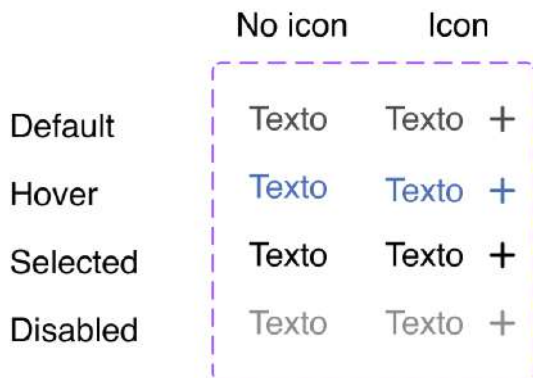 No icon Icon
Default Texto Texto +
Hover Texto Texto +
Selected Texto Texto +
Disabled Texto Texto +